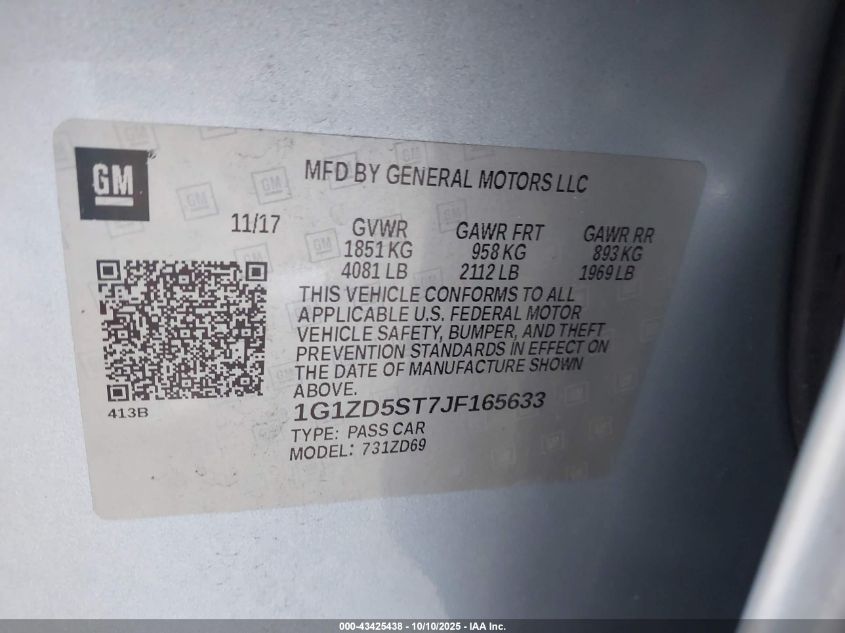 GM
MFD BY GENERAL MOTORS LLC
11/17 GVWR GAWR FRT GAWR RR
1851 KG 958 KG 893 KG
4081 LB 2112 LB 1969 LB
THIS VEHICLE CONFORMS TO ALL
APPLICABLE U.S. FEDERAL MOTOR
VEHICLE SAFETY, BUMPER, AND THEFT
PREVENTION STANDARDS IN EFFECT ON
THE DATE OF MANUFACTURE SHOWN
ABOVE.
413B
1G1ZD5ST7JF165633
TYPE: PASS CAR
MODEL: 731ZD69
000-43425438 - 10/10/2025 - IAA Inc.